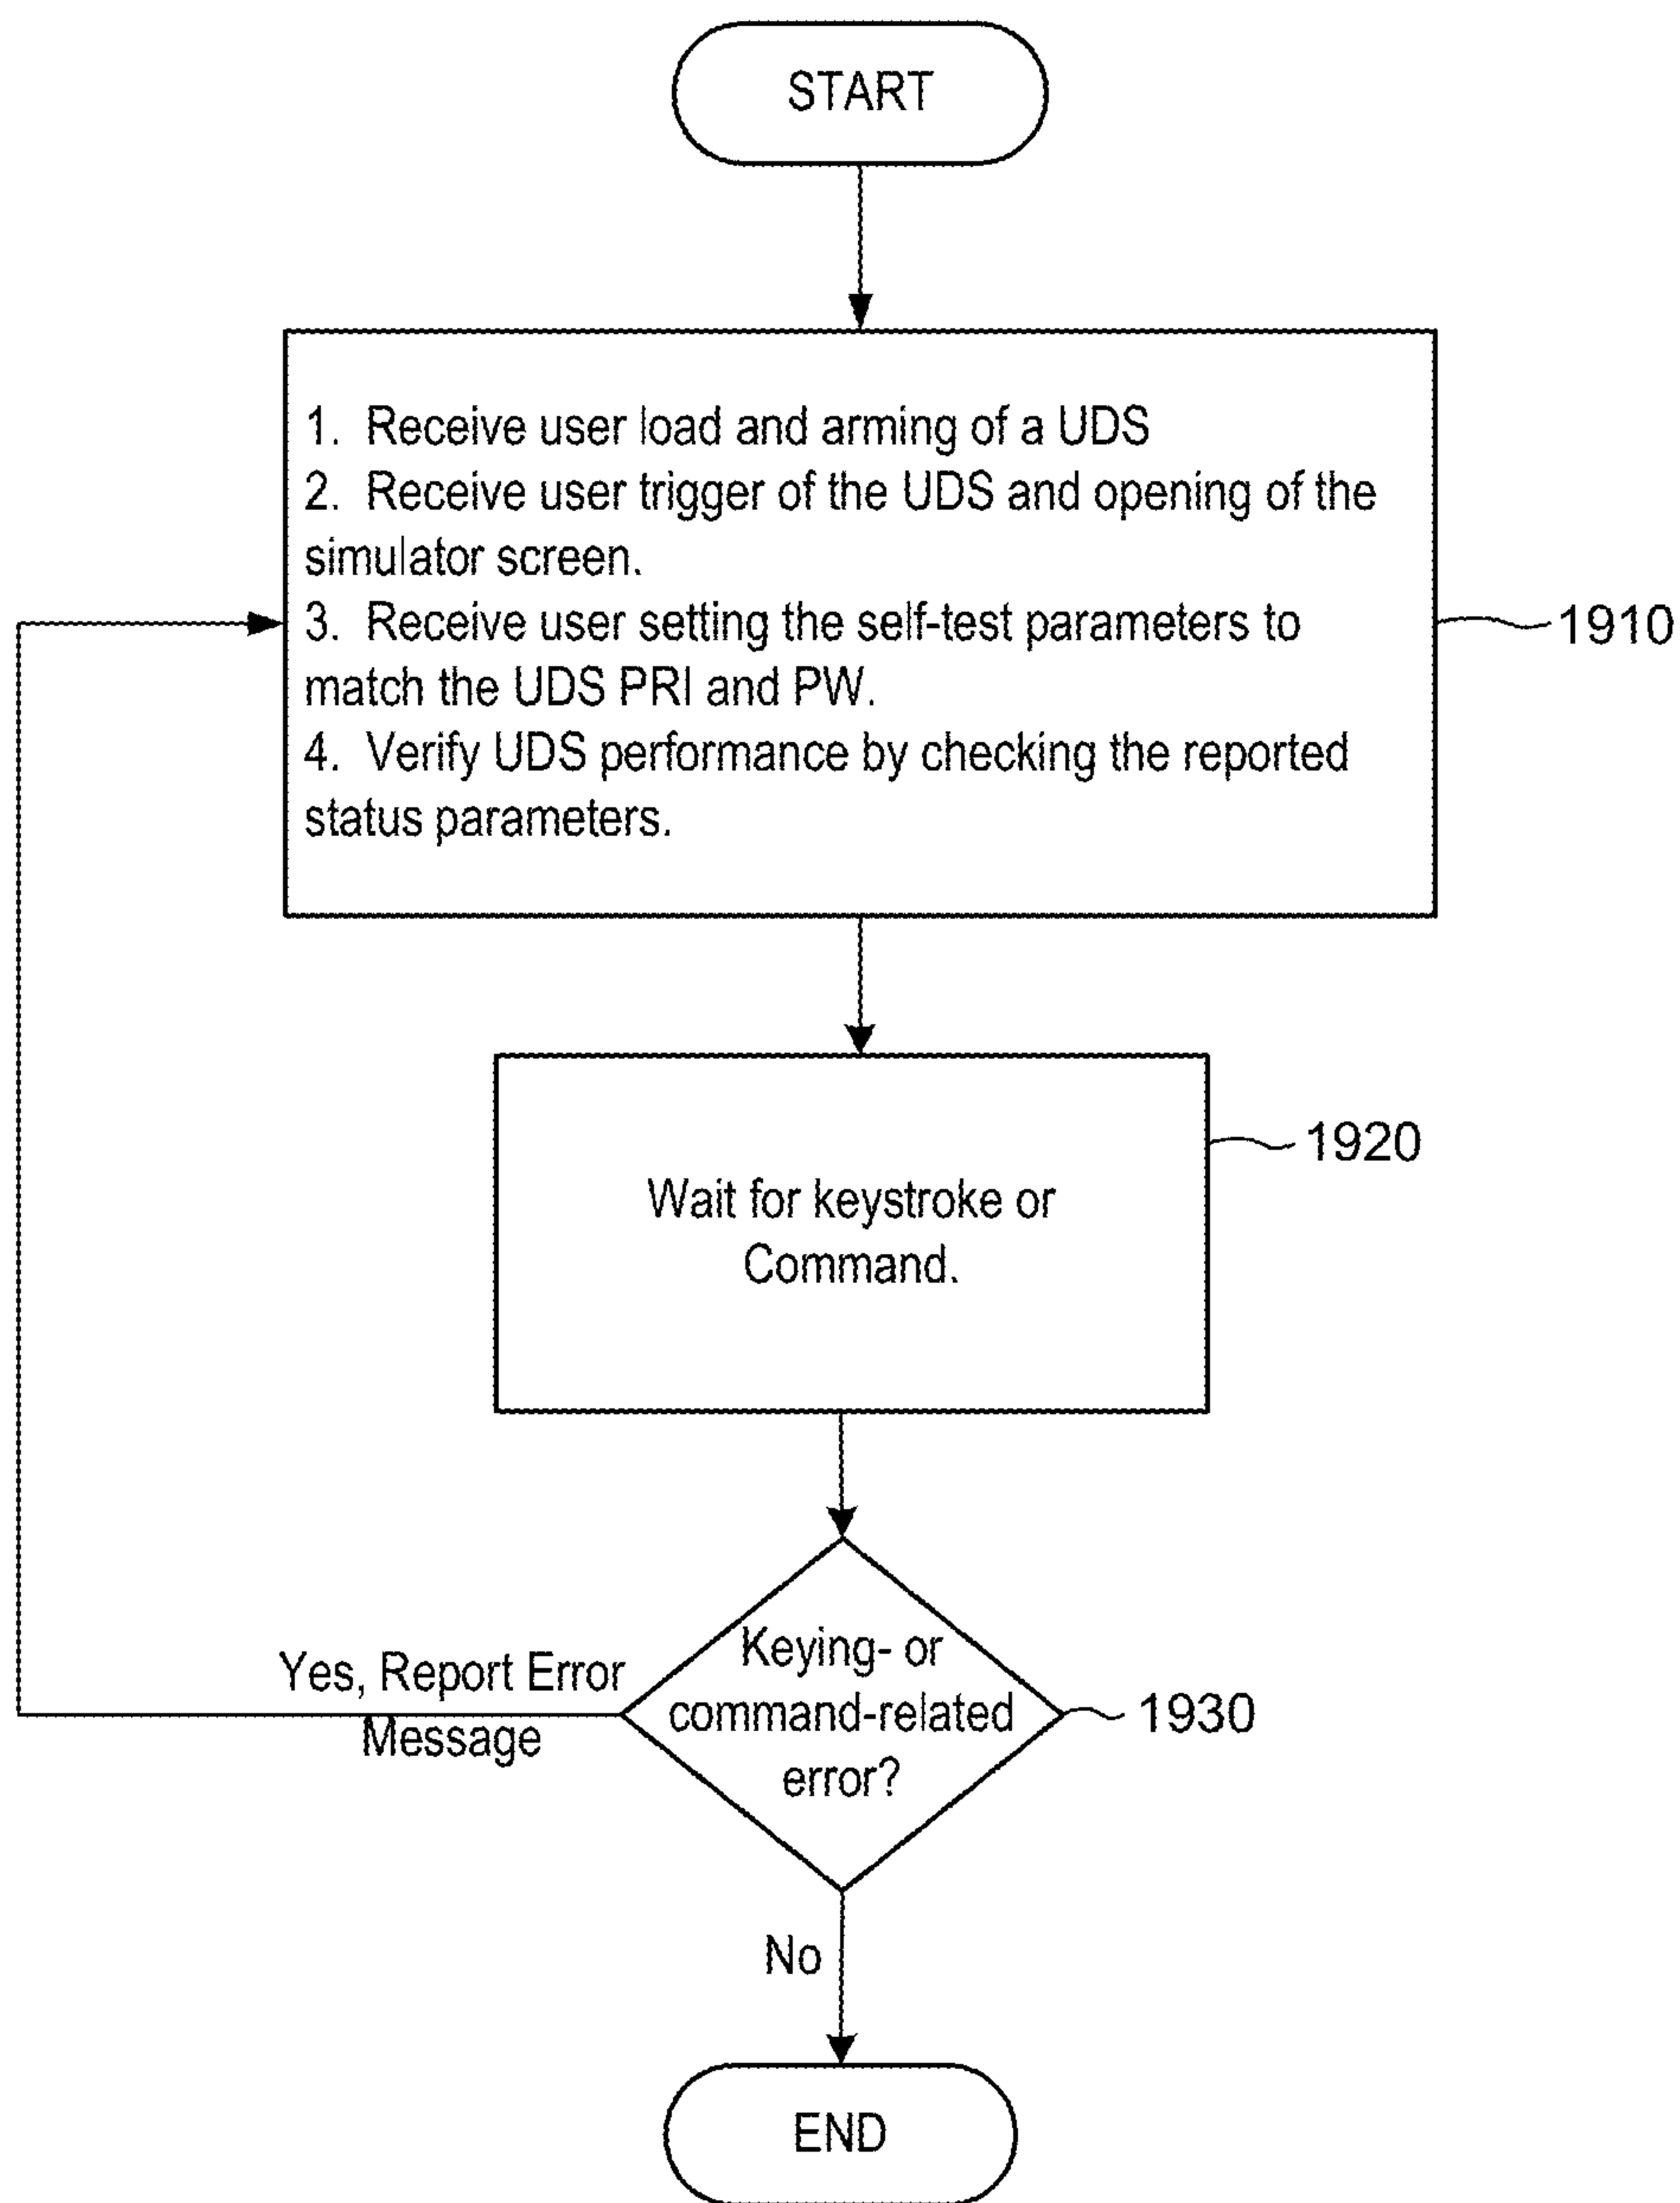 START
1. Receive user load and arming of a UDS
2. Receive user trigger of the UDS and opening of the
simulator screen.
3. Receive user setting the self-test parameters to
match the UDS PRI and PW.
4. Verify UDS performance by checking the reported
status parameters.
1910
1920
Wait for keystroke or
Command.
Yes, Report Error
Message
Keying- or
command-related
error?
1930
No
END